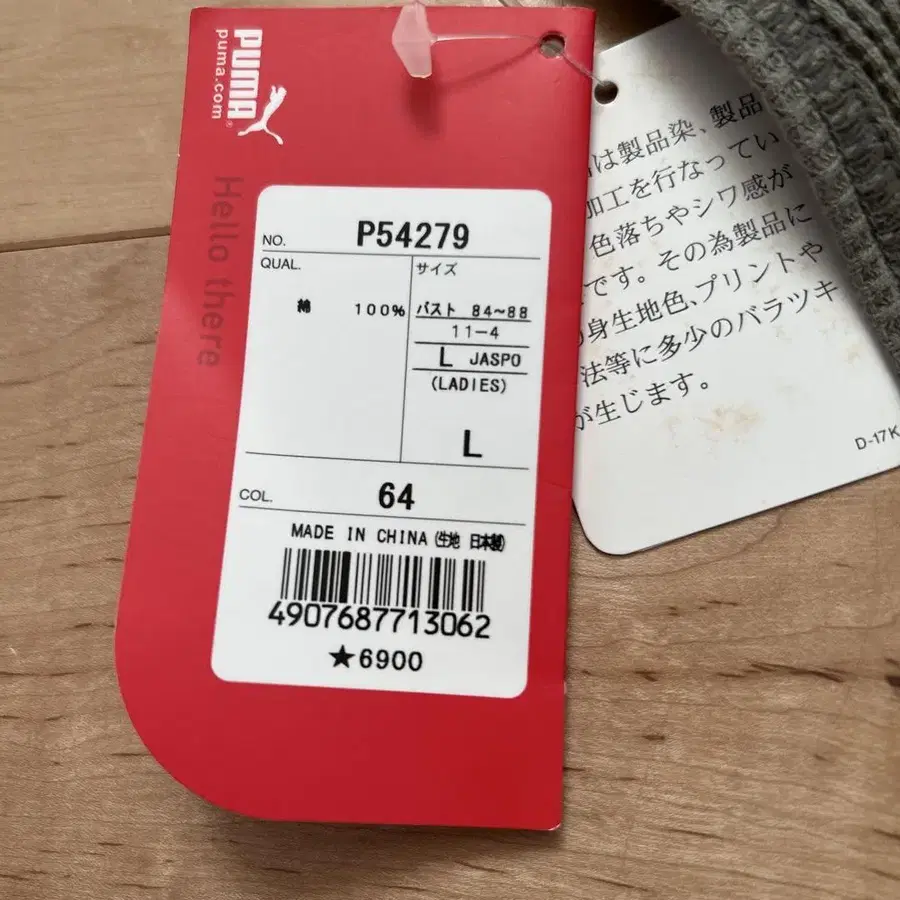 PUMA
puma.com
Hello there
NO. P54279
QUAL. サイズ
綿 100% バスト 84~88
11-4
L JASPO
(LADIES)
L
COL. 64
MADE IN CHINA (生地 日本製)
4907687713062
★6900
は製品染、製品
加工を行なってい
色落ちやシワ感が
です。その為製品に
身生地色、プリントや
法等に多少のバラツキ
が生じます。
D-17K